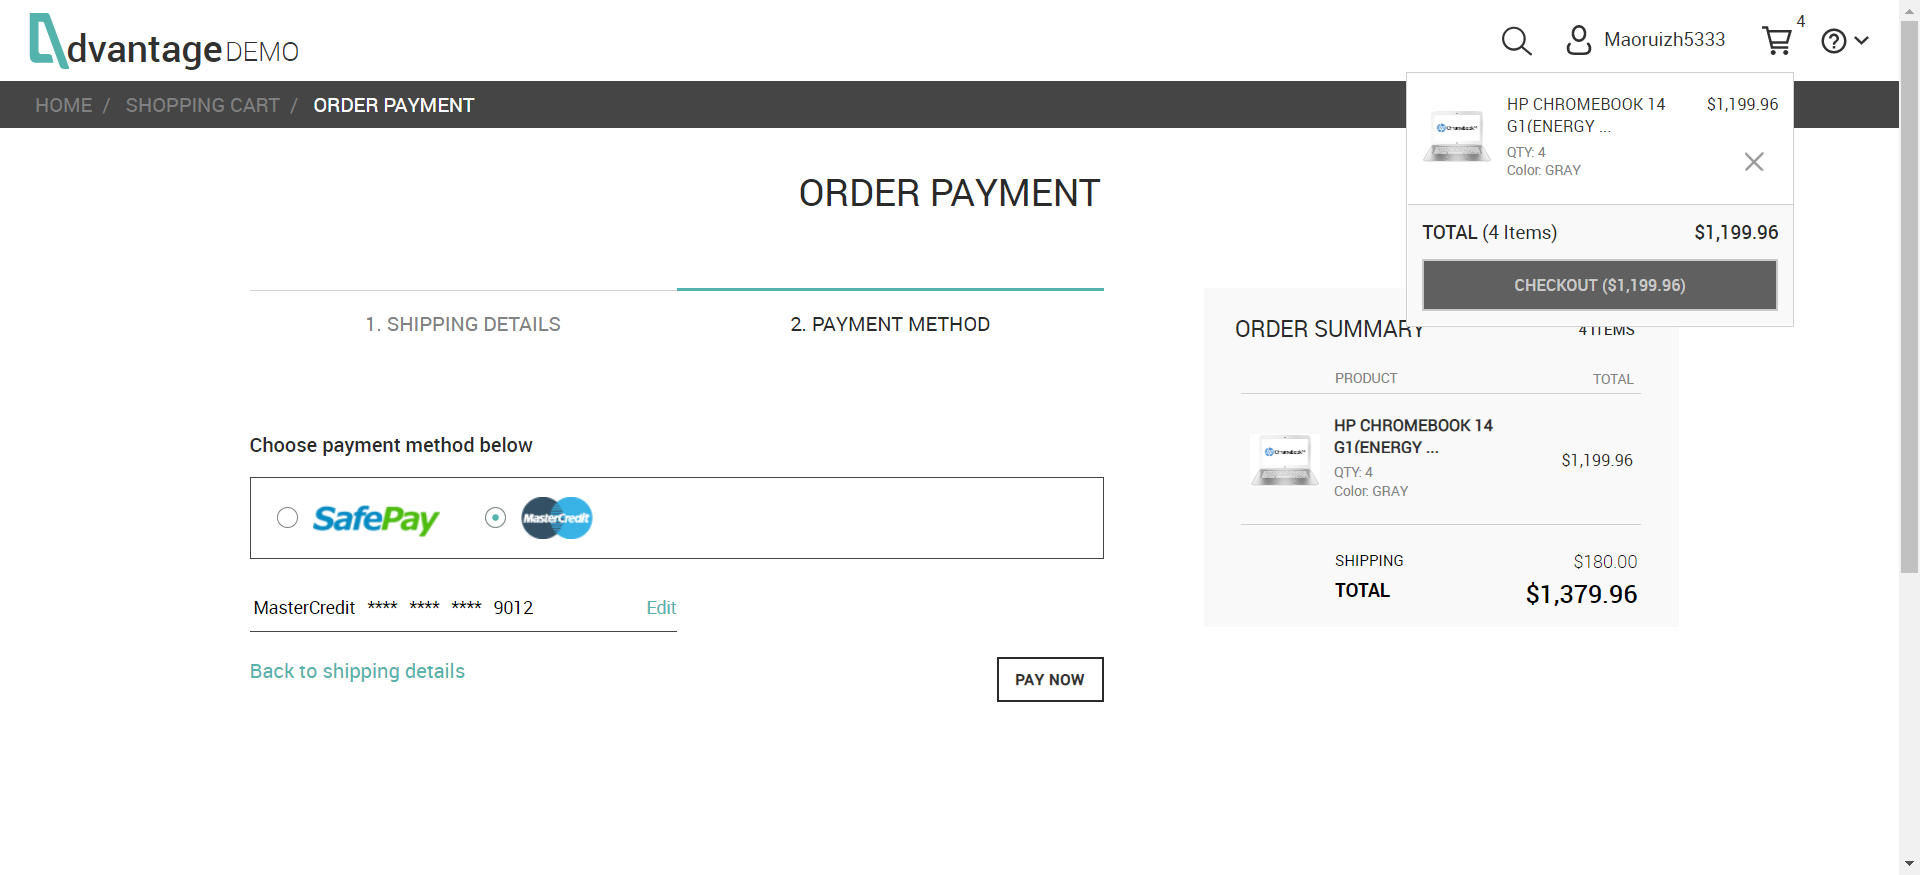 dvantage DEMO
Maoruizh5333
4
HOME / SHOPPING CART / ORDER PAYMENT
HP CHROMEBOOK 14 $1,199.96
G1(ENERGY ...
QTY: 4
Color: GRAY
TOTAL (4 Items) $1,199.96
CHECKOUT ($1,199.96)
ORDER PAYMENT
1. SHIPPING DETAILS
2. PAYMENT METHOD
Choose payment method below
SafePay
MasterCredit
MasterCredit **** **** **** 9012 Edit
Back to shipping details
PAY NOW
ORDER SUMMARY 4 ITEMS
PRODUCT TOTAL
HP CHROMEBOOK 14
G1(ENERGY ...
QTY: 4
Color: GRAY
$1,199.96
SHIPPING $180.00
TOTAL $1,379.96